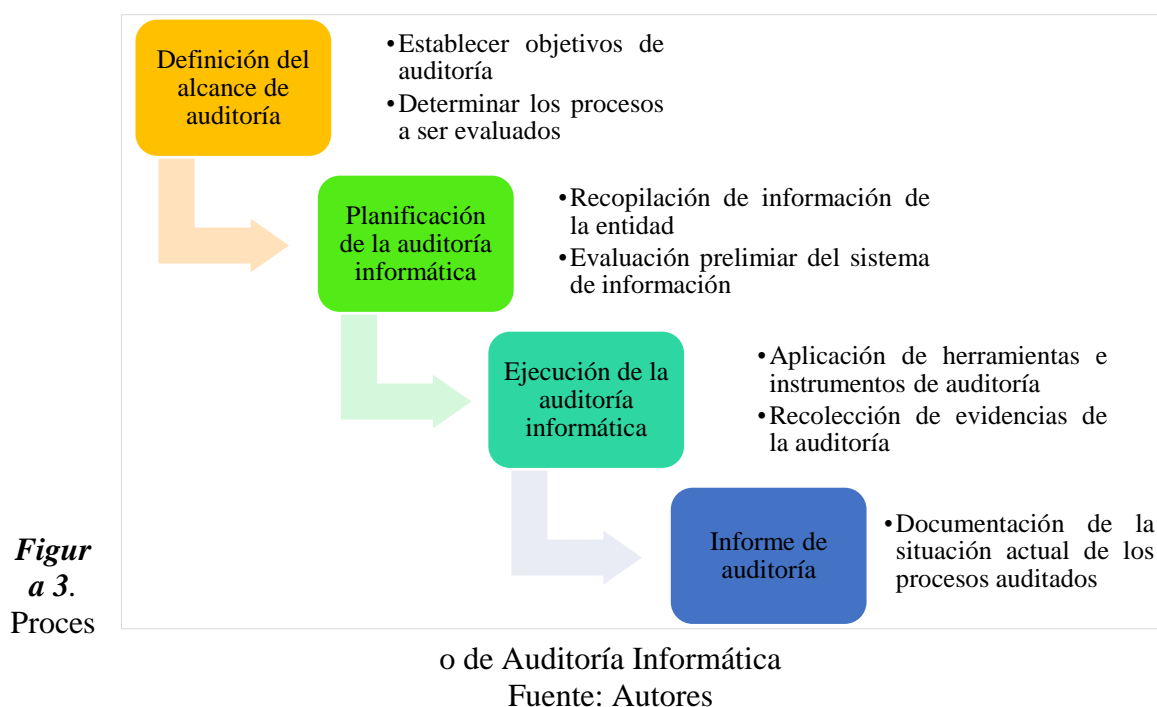 Definición del
alcance de
auditoría
•Establecer objetivos de
auditoría
•Determinar los procesos
a ser evaluados
Planificación
de la auditoría
informática
•Recopilación de información de
la entidad
•Evaluación prelimiar del sistema
de información
Ejecución de la
auditoría
informática
•Aplicación de herramientas e
instrumentos de auditoría
•Recolección de evidencias de
la auditoría
Informe de
auditoría
•Documentación de la
situación actual de los
procesos auditados
Figur
a 3.
Proces
o de Auditoría Informática
Fuente: Autores